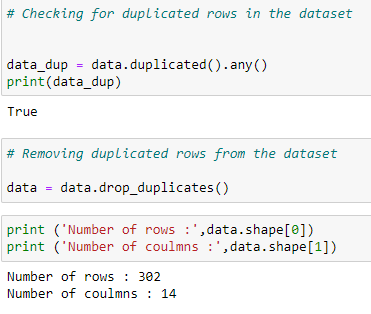 # Checking for duplicated rows in the dataset
data_dup = data.duplicated().any()
print(data_dup)
True
# Removing duplicated rows from the dataset
data = data.drop_duplicates()
print ('Number of rows :',data.shape[0])
print ('Number of coulmns :',data.shape[1])
Number of rows : 302
Number of coulmns : 14